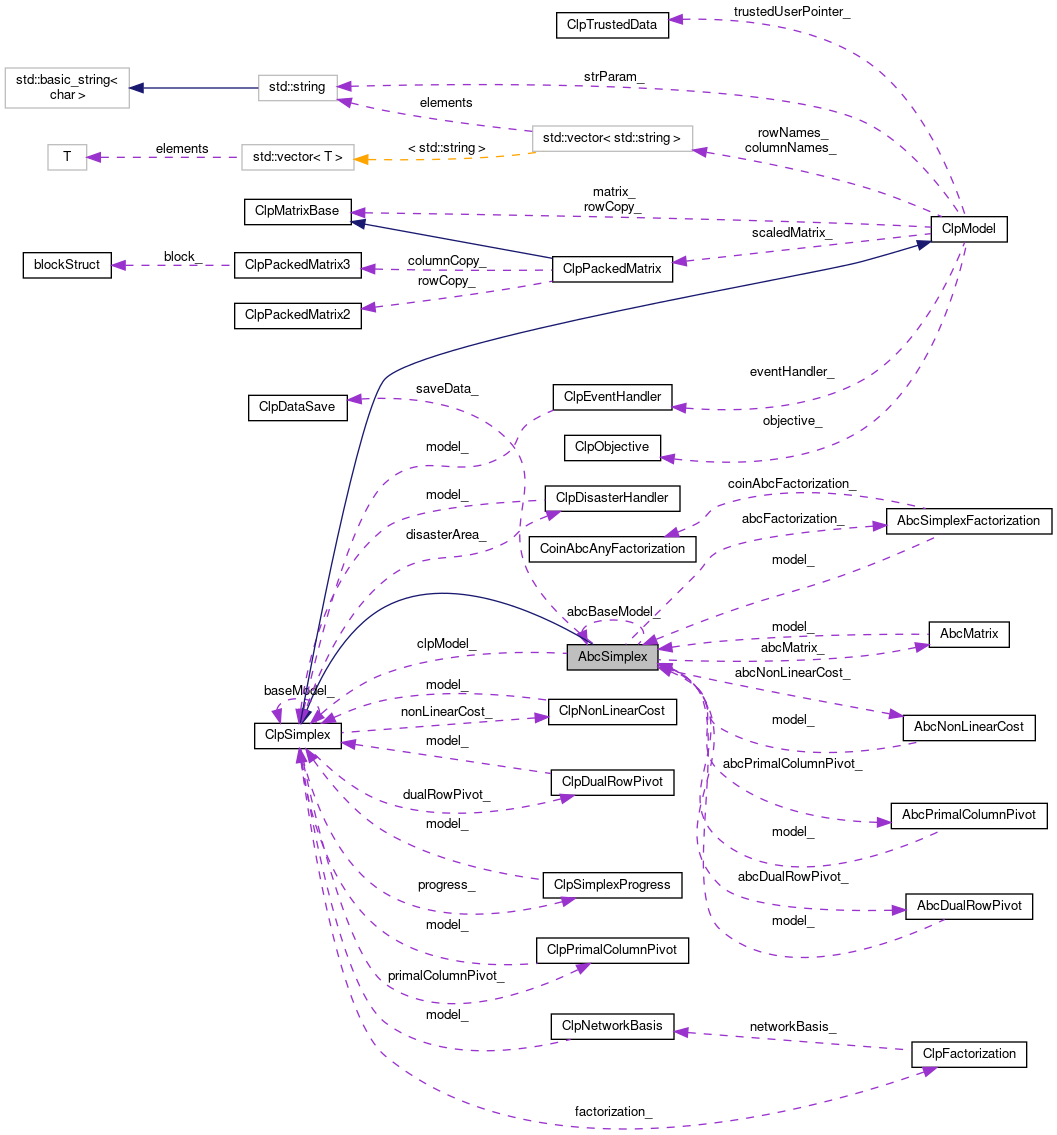 trustedUserPointer_
ClpTrustedData
std::basic_string<
char >
std::string
strParam_
elements
std::vector< std::string >
rowNames_
columnNames_
T
elements
std::vector< T >
< std::string >
ClpMatrixBase
matrix_
rowCopy_
ClpModel
scaledMatrix_
blockStruct
block_
ClpPackedMatrix3
columnCopy_
ClpPackedMatrix
rowCopy_
ClpPackedMatrix2
eventHandler_
saveData_
ClpDataSave
ClpEventHandler
objective_
model_
ClpObjective
coinAbcFactorization_
model_
ClpDisasterHandler
abcFactorization_
AbcSimplexFactorization
disasterArea_
CoinAbcAnyFactorization
model_
abcBaseModel_
model_
AbcMatrix
clpModel_
AbcSimplex
abcMatrix_
abcNonLinearCost_
baseModel_
model_
nonLinearCost_
ClpNonLinearCost
model_
AbcNonLinearCost
ClpSimplex
model_
abcPrimalColumnPivot_
ClpDualRowPivot
dualRowPivot_
AbcPrimalColumnPivot
model_
model_
abcDualRowPivot_
progress_
ClpSimplexProgress
AbcDualRowPivot
model_
model_
ClpPrimalColumnPivot
primalColumnPivot_
model_
ClpNetworkBasis
networkBasis_
ClpFactorization
factorization_